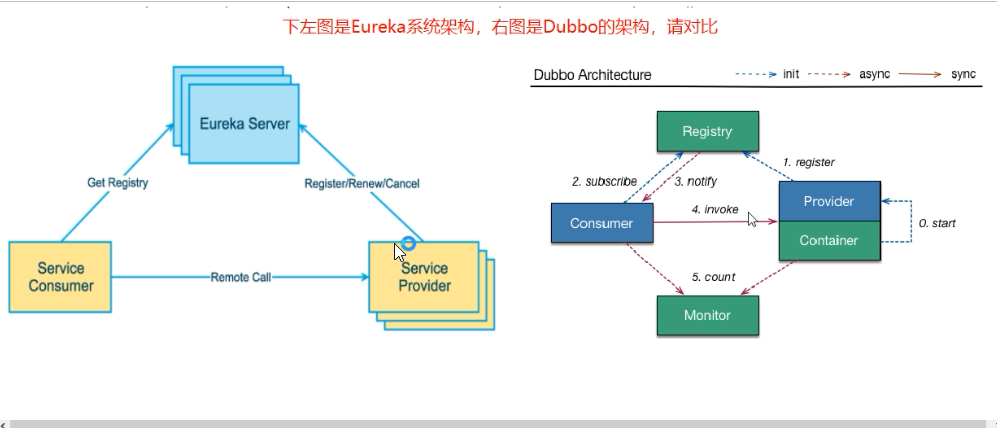 下左图是Eureka系统架构，右图是Dubbo的架构，请对比
Eureka Server
Get Registry
Register/Renew/Cancel
Service
Consumer
Remote Call
Service
Provider
Dubbo Architecture
init
async
sync
Registry
1. register
2. subscribe
3. notify
Provider
4. invoke
Consumer
0. start
Container
5. count
Monitor